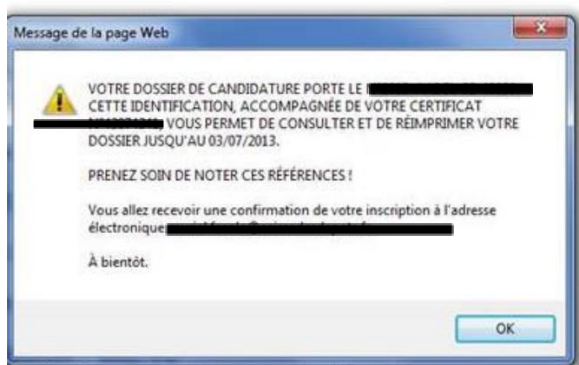 Message de la page Web
VOTRE DOSSIER DE CANDIDATURE PORTE LE
CETTE IDENTIFICATION, ACCOMPAGNÉE DE VOTRE CERTIFICAT
VOUS PERMET DE CONSULTER ET DE RÉIMPRIMER VOTRE
DOSSIER JUSQU'AU 03/07/2013.
PRENEZ SOIN DE NOTER CES RÉFÉRENCES !
Vous allez recevoir une confirmation de votre inscription à l'adresse
électronique
À bientôt.
OK